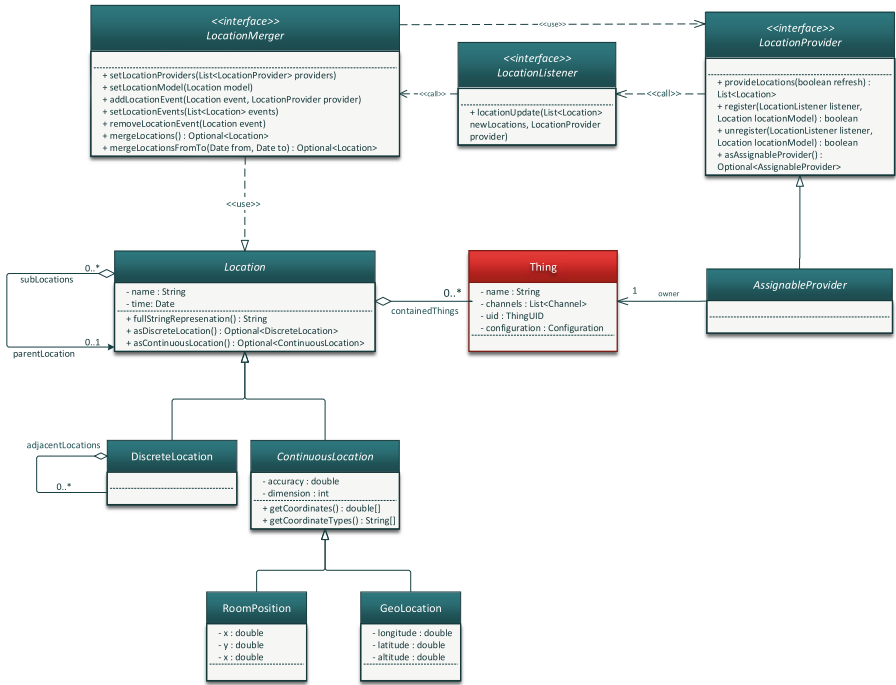 <<interface>>
LocationMerger
+ setLocationProviders(List<LocationProvider> providers)
+ setLocationModel(Location model)
+ addLocationEvent(Location event, LocationProvider provider)
+ setLocationEvents(List<Location> events)
+ removeLocationEvent(Location event)
+ mergeLocations() : Optional<Location>
+ mergeLocationsFromTo(Date from, Date to) : Optional<Location>
<<use>>
<<call>>
<<interface>>
LocationListener
+ locationUpdate(List<Location>
newLocations, LocationProvider
provider)
<<call>>
<<interface>>
LocationProvider
+ provideLocations(boolean refresh) :
List<Location>
+ register(LocationListener listener,
Location locationModel) : boolean
+ unregister(LocationListener listener,
Location locationModel) : boolean
+ asAssignableProvider() :
Optional<AssignableProvider>
<<use>>
Location
- name : String
- time: Date
+ fullStringRepresenation() : String
+ asDiscreteLocation() : Optional<DiscreteLocation>
+ asContinuousLocation() : Optional<ContinuousLocation>
0..*
subLocations
0..1
parentLocation
0..*
containedThings
Thing
- name : String
- channels : List<Channel>
- uid : ThingUID
- configuration : Configuration
1
owner
AssignableProvider
adjacentLocations
0..*
DiscreteLocation
ContinuousLocation
- accuracy : double
- dimension : int
+ getCoordinates() : double[]
+ getCoordinateTypes() : String[]
RoomPosition
- x : double
- y : double
- x : double
GeoLocation
- longitude : double
- latitude : double
- altitude : double